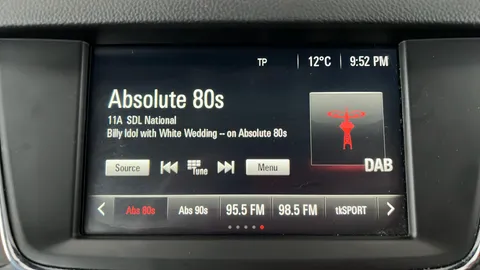 TP 12°C 9:52 PM
Absolute 80s
11A SDL National
Billy Idol with White Wedding -- on Absolute 80s
Source Tune Menu
DAB
Abs 80s Abs 90s 95.5 FM 98.5 FM tkSPORT